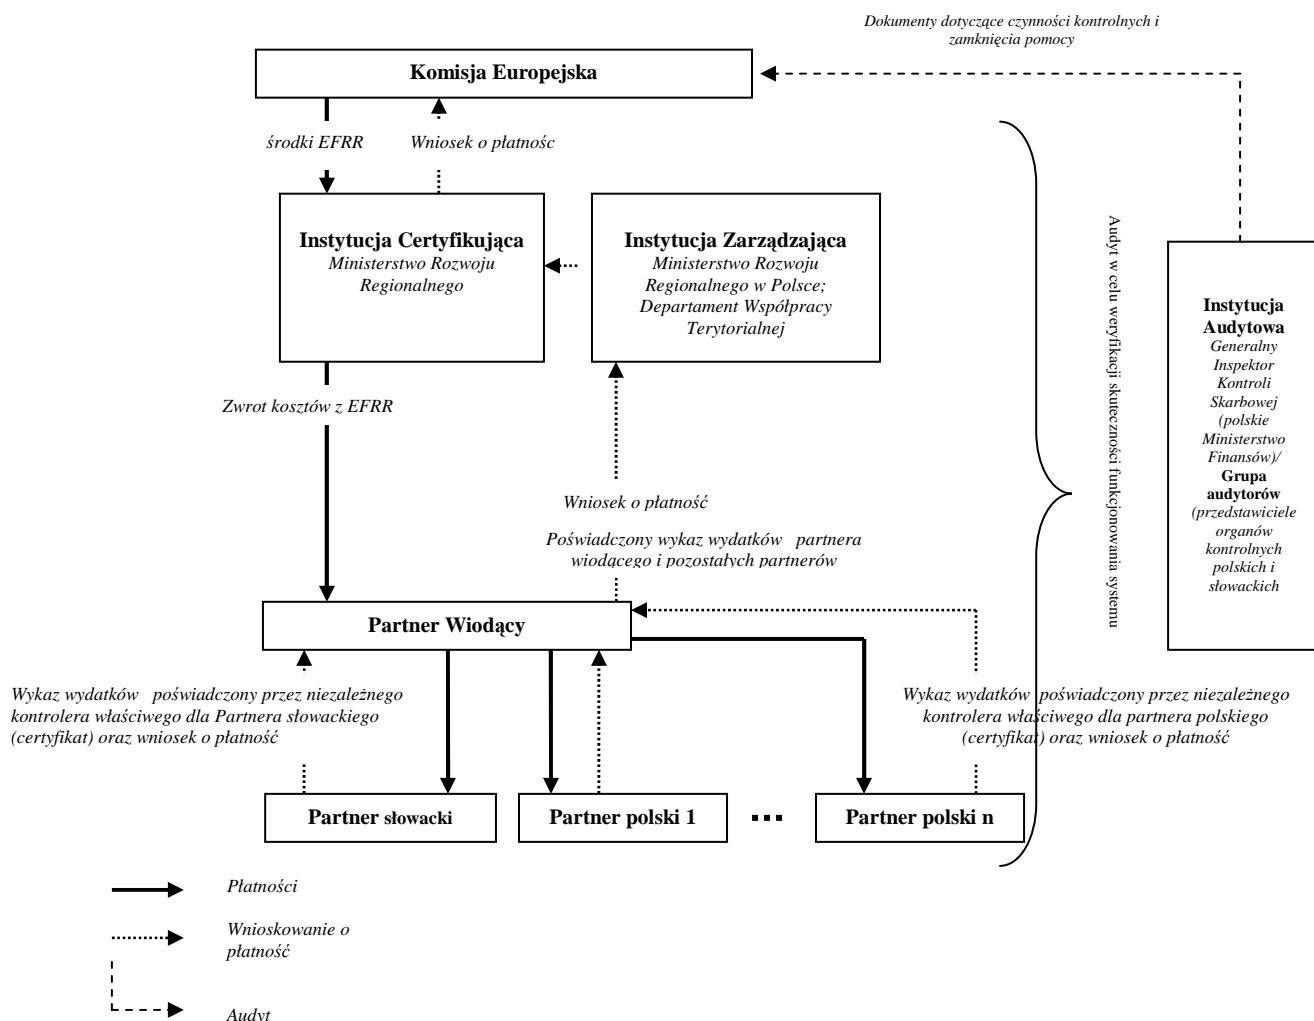 Dokumenty dotyczące czynności kontrolnych i
zamknięcia pomocy
Komisja Europejska
środki EFRR
Wniosek o płatnośc
Instytucja Certyfikująca
Ministerstwo Rozwoju
Regionalnego
Instytucja Zarządzająca
Ministerstwo Rozwoju
Regionalnego w Polsce;
Departament Współpracy
Terytorialnej
Audyt w celu weryfikacji skuteczności funkcjonowania systemu
Instytucja
Audytowa
Generalny
Inspektor
Kontroli
Skarbowej
(polskie
Ministerstwo
Finansów)/
Grupa
audytorów
(przedstawiciele
organów
kontrolnych
polskich i
słowackich
Zwrot kosztów z EFRR
Wniosek o płatność
Poświadczony wykaz wydatków partnera
wiodącego i pozostałych partnerów
Partner Wiodący
Wykaz wydatków poświadczony przez niezależnego
kontrolera właściwego dla Partnera słowackiego
(certyfikat) oraz wniosek o płatność
Wykaz wydatków poświadczony przez niezależnego
kontrolera właściwego dla partnera polskiego
(certyfikat) oraz wniosek o płatność
Partner słowacki
Partner polski 1
...
Partner polski n
Płatności
Wnioskowanie o
płatność
Audyt